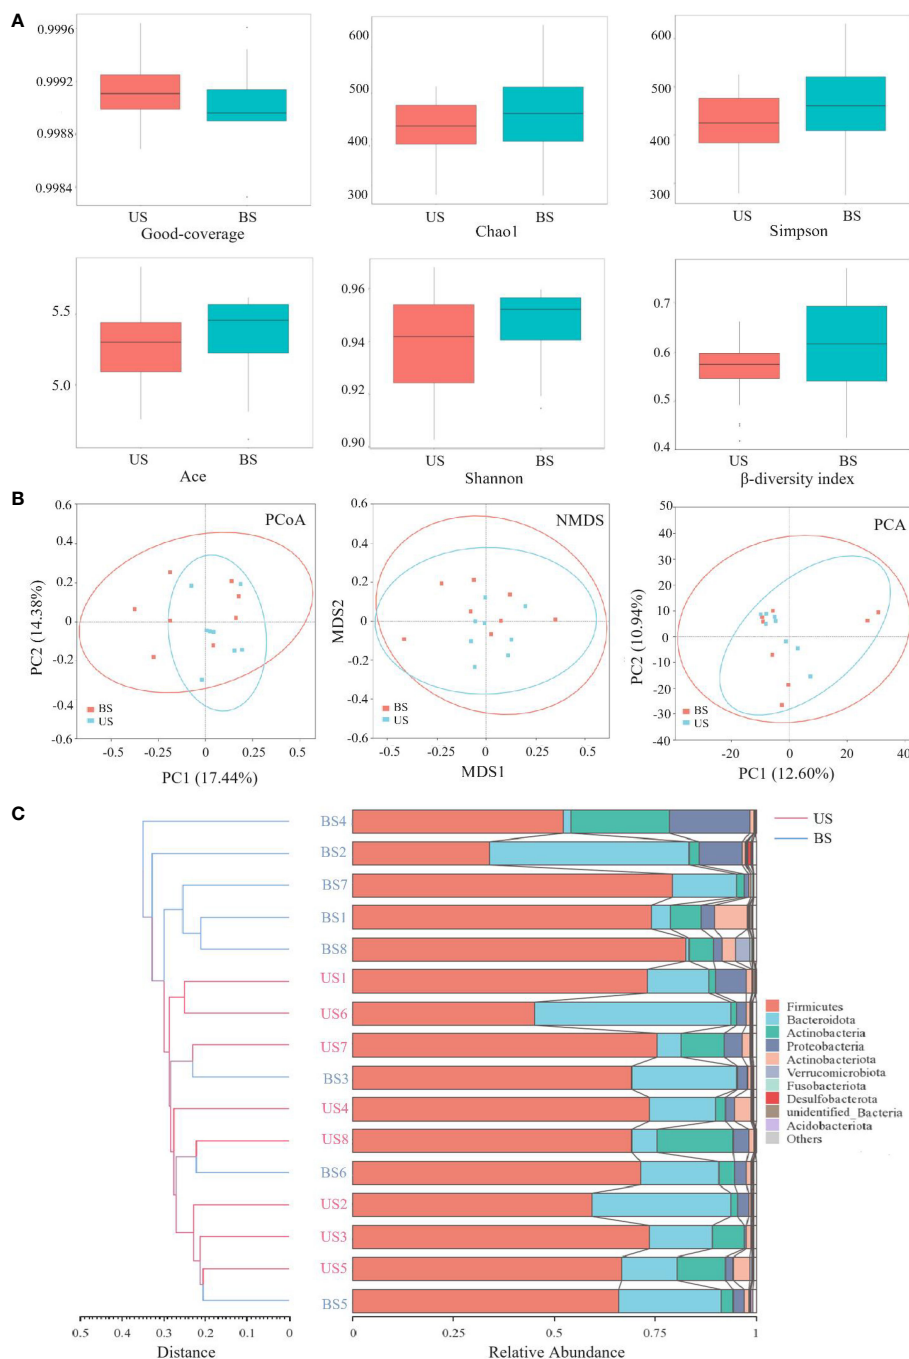 A
0.9996
0.9992
0.9988
0.9984
US
BS
Good-coverage
600
500
400
300
US
BS
Chao1
600
500
400
300
US
BS
Simpson
5.5
5.0
US
BS
Ace
0.96
0.94
0.92
0.90
US
BS
Shannon
0.7
0.6
0.5
0.4
US
BS
β-diversity index
B
0.6
0.4
0.2
0
-0.2
-0.4
-0.6
PC2 (14.38%)
PCoA
BS
US
-0.5 -0.25 0 0.25 0.5
PC1 (17.44%)
0.6
0.4
0.2
0
-0.2
-0.4
-0.6
MDS2
NMDS
BS
US
-0.5 -0.25 0 0.25 0.5
MDS1
50
40
30
20
10
0
-10
-20
-30
-40
PC2 (10.94%)
PCA
BS
US
-20 0 20 40
PC1 (12.60%)
C
BS4
BS2
BS7
BS1
BS8
US1
US6
US7
BS3
US4
US8
BS6
US2
US3
US5
BS5
US
BS
Firmicutes
Bacteroidota
Actinobacteria
Proteobacteria
Actinobacteriota
Verrucomicrobiota
Fusobacteriota
Desulfobacterota
unidentified_Bacteria
Acidobacteriota
Others
0.5 0.4 0.3 0.2 0.1 0
Distance
0 0.25 0.5 0.75 1
Relative Abundance